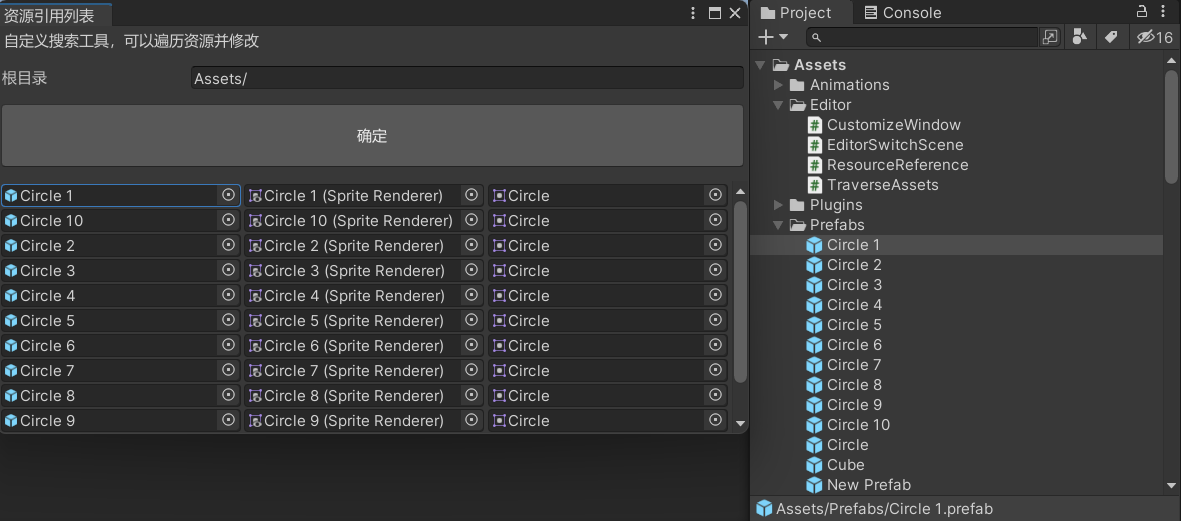 资源引用列表
自定义搜索工具，可以遍历资源并修改
根目录 Assets/
确定
Circle 1 Circle 1 (Sprite Renderer) Circle
Circle 10 Circle 10 (Sprite Renderer) Circle
Circle 2 Circle 2 (Sprite Renderer) Circle
Circle 3 Circle 3 (Sprite Renderer) Circle
Circle 4 Circle 4 (Sprite Renderer) Circle
Circle 5 Circle 5 (Sprite Renderer) Circle
Circle 6 Circle 6 (Sprite Renderer) Circle
Circle 7 Circle 7 (Sprite Renderer) Circle
Circle 8 Circle 8 (Sprite Renderer) Circle
Circle 9 Circle 9 (Sprite Renderer) Circle
Project Console
16
Assets
Animations
Editor
CustomizeWindow
EditorSwitchScene
ResourceReference
TraverseAssets
Plugins
Prefabs
Circle 1
Circle 2
Circle 3
Circle 4
Circle 5
Circle 6
Circle 7
Circle 8
Circle 9
Circle 10
Circle
Cube
New Prefab
Assets/Prefabs/Circle 1.prefab